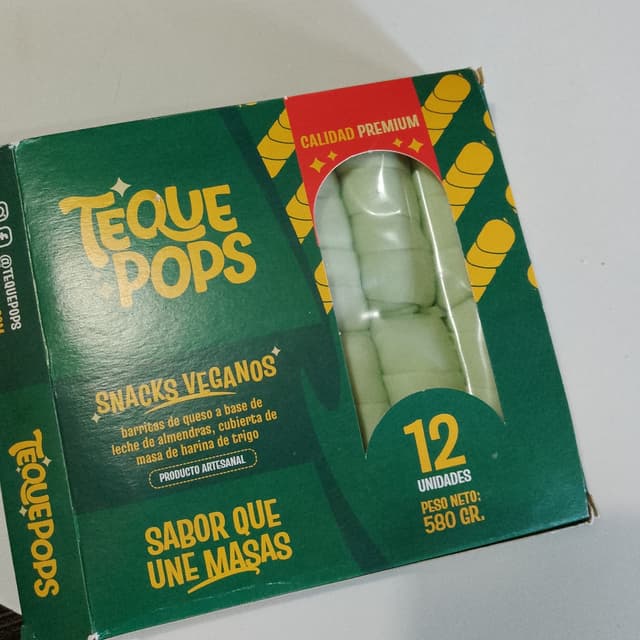 CALIDAD PREMIUM
TEQUE
POPS
SNACKS VEGANOS
barritas de queso a base de
leche de almendras, cubierta de
masa de harina de trigo
PRODUCTO ARTESANAL
SABOR QUE
UNE MASAS
12
UNIDADES
PESO NETO:
580 GR.
@TEQUEPOPS
TEQUEPOPS